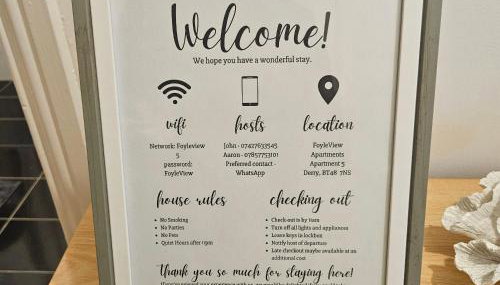 Welcome!
We hope you have a wonderful stay.
wifi
Network: Foyleview
5
password:
FoyleView
hosts
John - 07427633545
Aaron - 07857753101
Preferred contact -
WhatsApp
location
FoyleView
Apartments
Apartment 5
Derry, BT48 7NS
house rules
No Smoking
No Parties
No Pets
Quiet Hours after 11pm
checking out
Check-out is by 11am
Turn off all lights and appliances
Leave keys in lockbox
Notify host of departure
Late checkout maybe available at an
additional cost
Thank you so much for staying here!